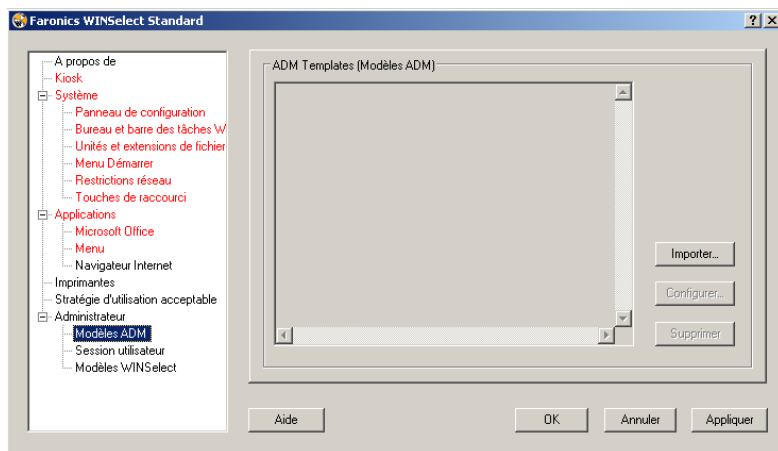 Faronics WINSelect Standard
A propos de
Kiosk
Système
Panneau de configuration
Bureau et barre des tâches W
Unités et extensions de fichier
Menu Démarrer
Restrictions réseau
Touches de raccourci
Applications
Microsoft Office
Menu
Navigateur Internet
Imprimantes
Stratégie d'utilisation acceptable
Administrateur
Modèles ADM
Session utilisateur
Modèles WINSelect
ADM Templates (Modèles ADM)
Importer...
Configurer...
Supprimer
Aide
OK
Annuler
Appliquer